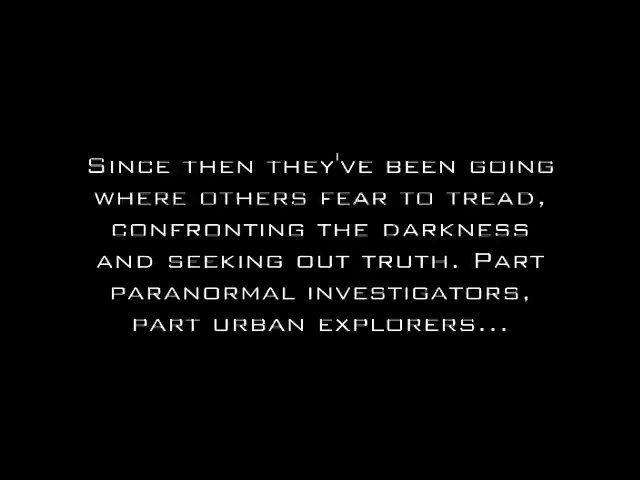 Since then they've been going
where others fear to tread,
confronting the darkness
and seeking out truth. Part
paranormal investigators,
part urban explorers...